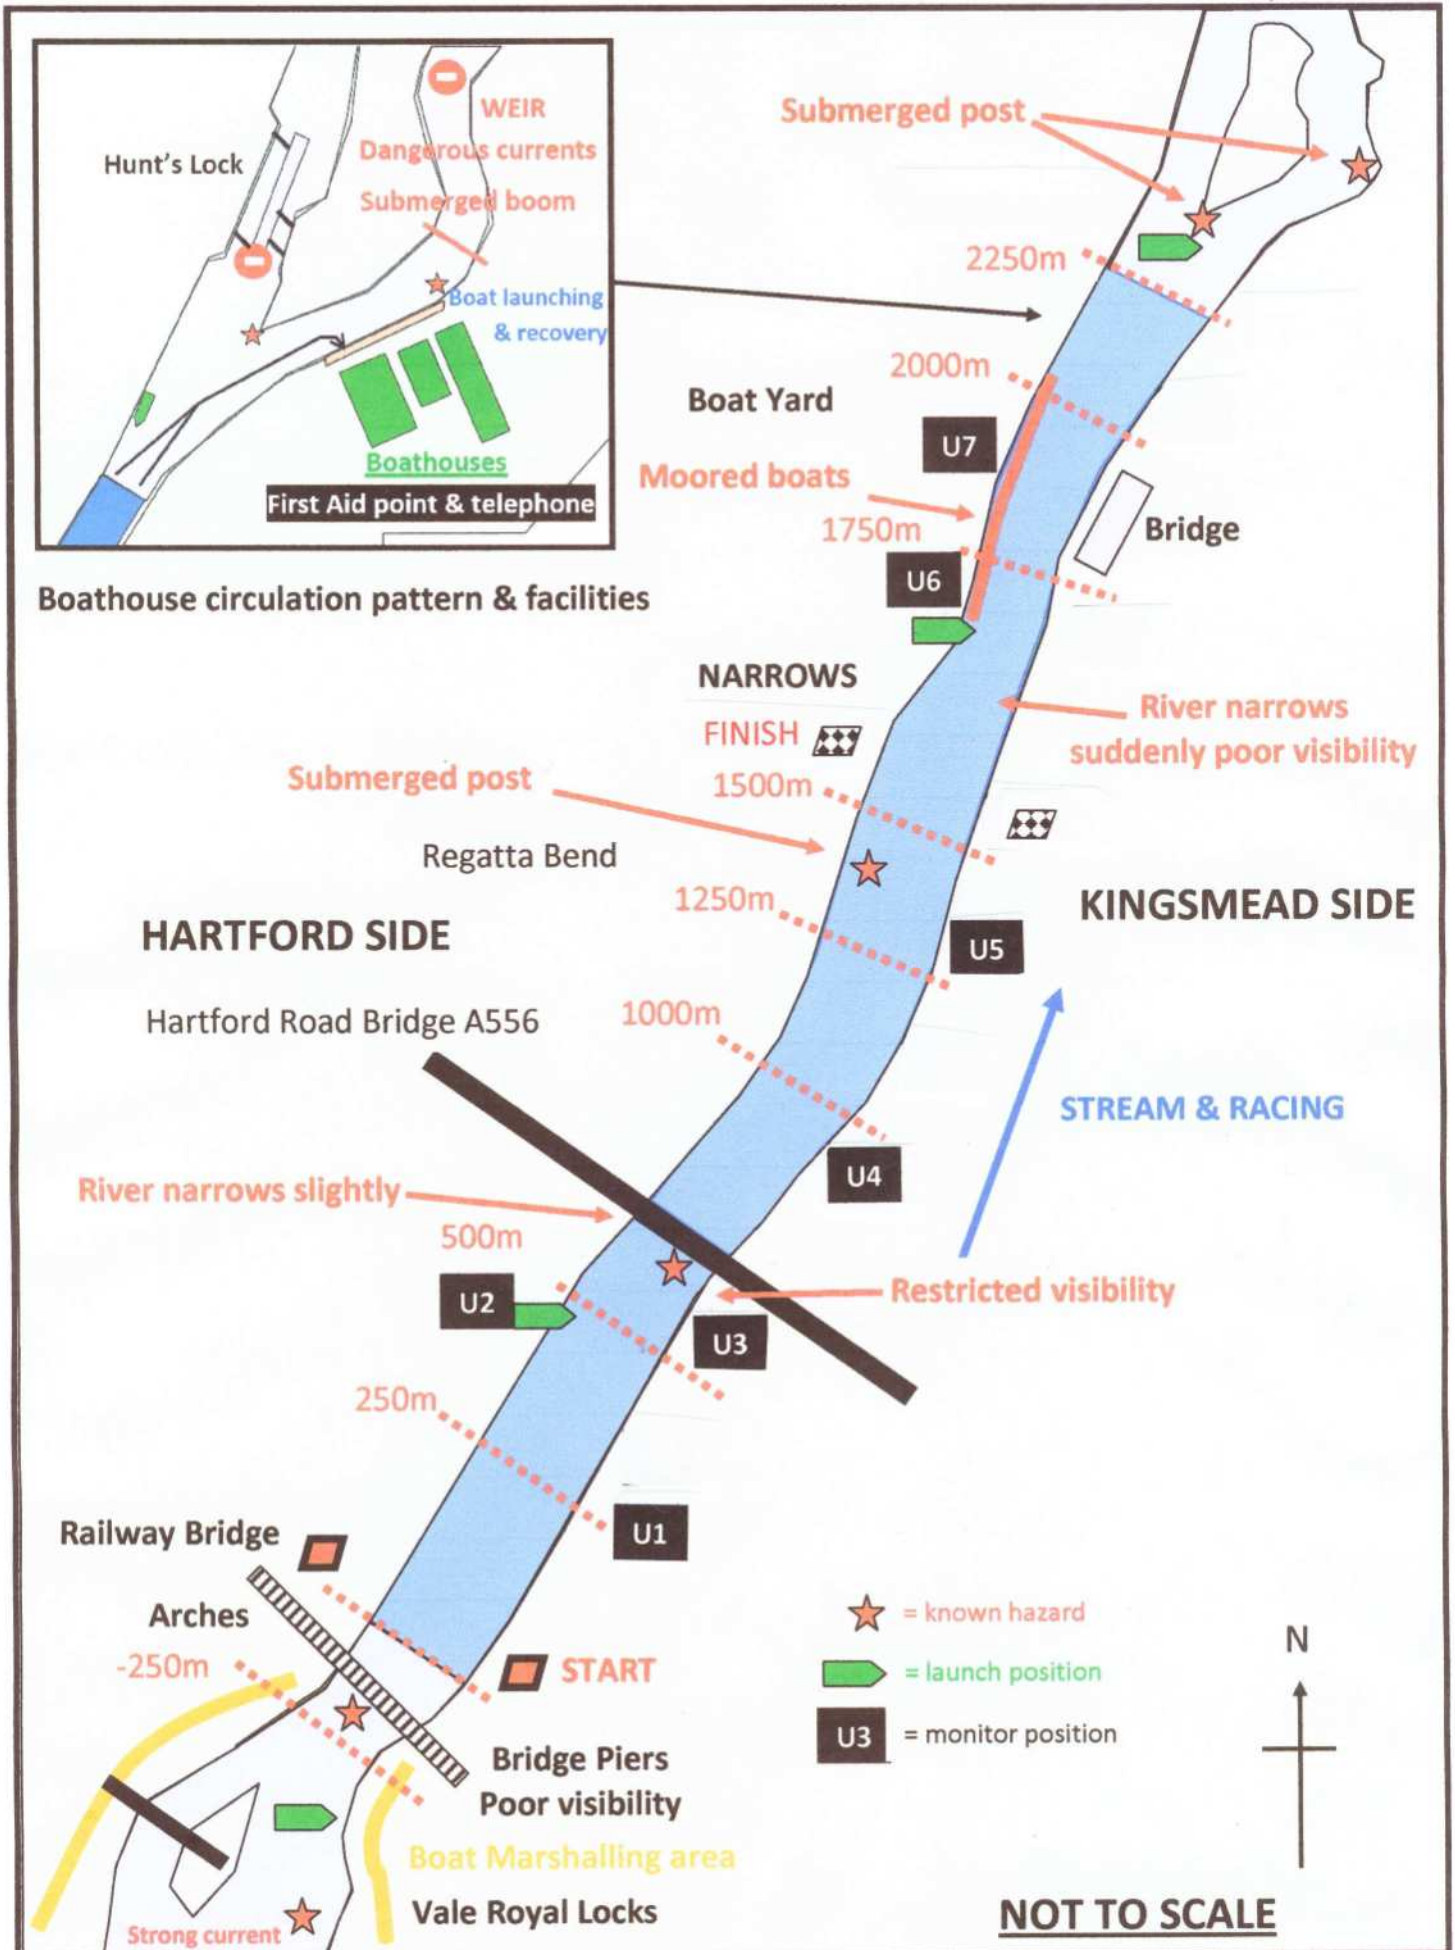 WEIR
Dangerous currents
Submerged boom
Hunt's Lock
Boat launching
& recovery
Boathouses
First Aid point & telephone
Boathouse circulation pattern & facilities
Submerged post
2250m
2000m
Boat Yard
U7
Moored boats
1750m
Bridge
U6
NARROWS
FINISH
River narrows
suddenly poor visibility
1500m
Submerged post
Regatta Bend
1250m
KINGSMEAD SIDE
HARTFORD SIDE
U5
Hartford Road Bridge A556
1000m
STREAM & RACING
U4
River narrows slightly
500m
Restricted visibility
U2
U3
250m
U1
Railway Bridge
Arches
-250m
START
Bridge Piers
Poor visibility
Boat Marshalling area
Vale Royal Locks
Strong current
= known hazard
= launch position
U3 = monitor position
N
NOT TO SCALE